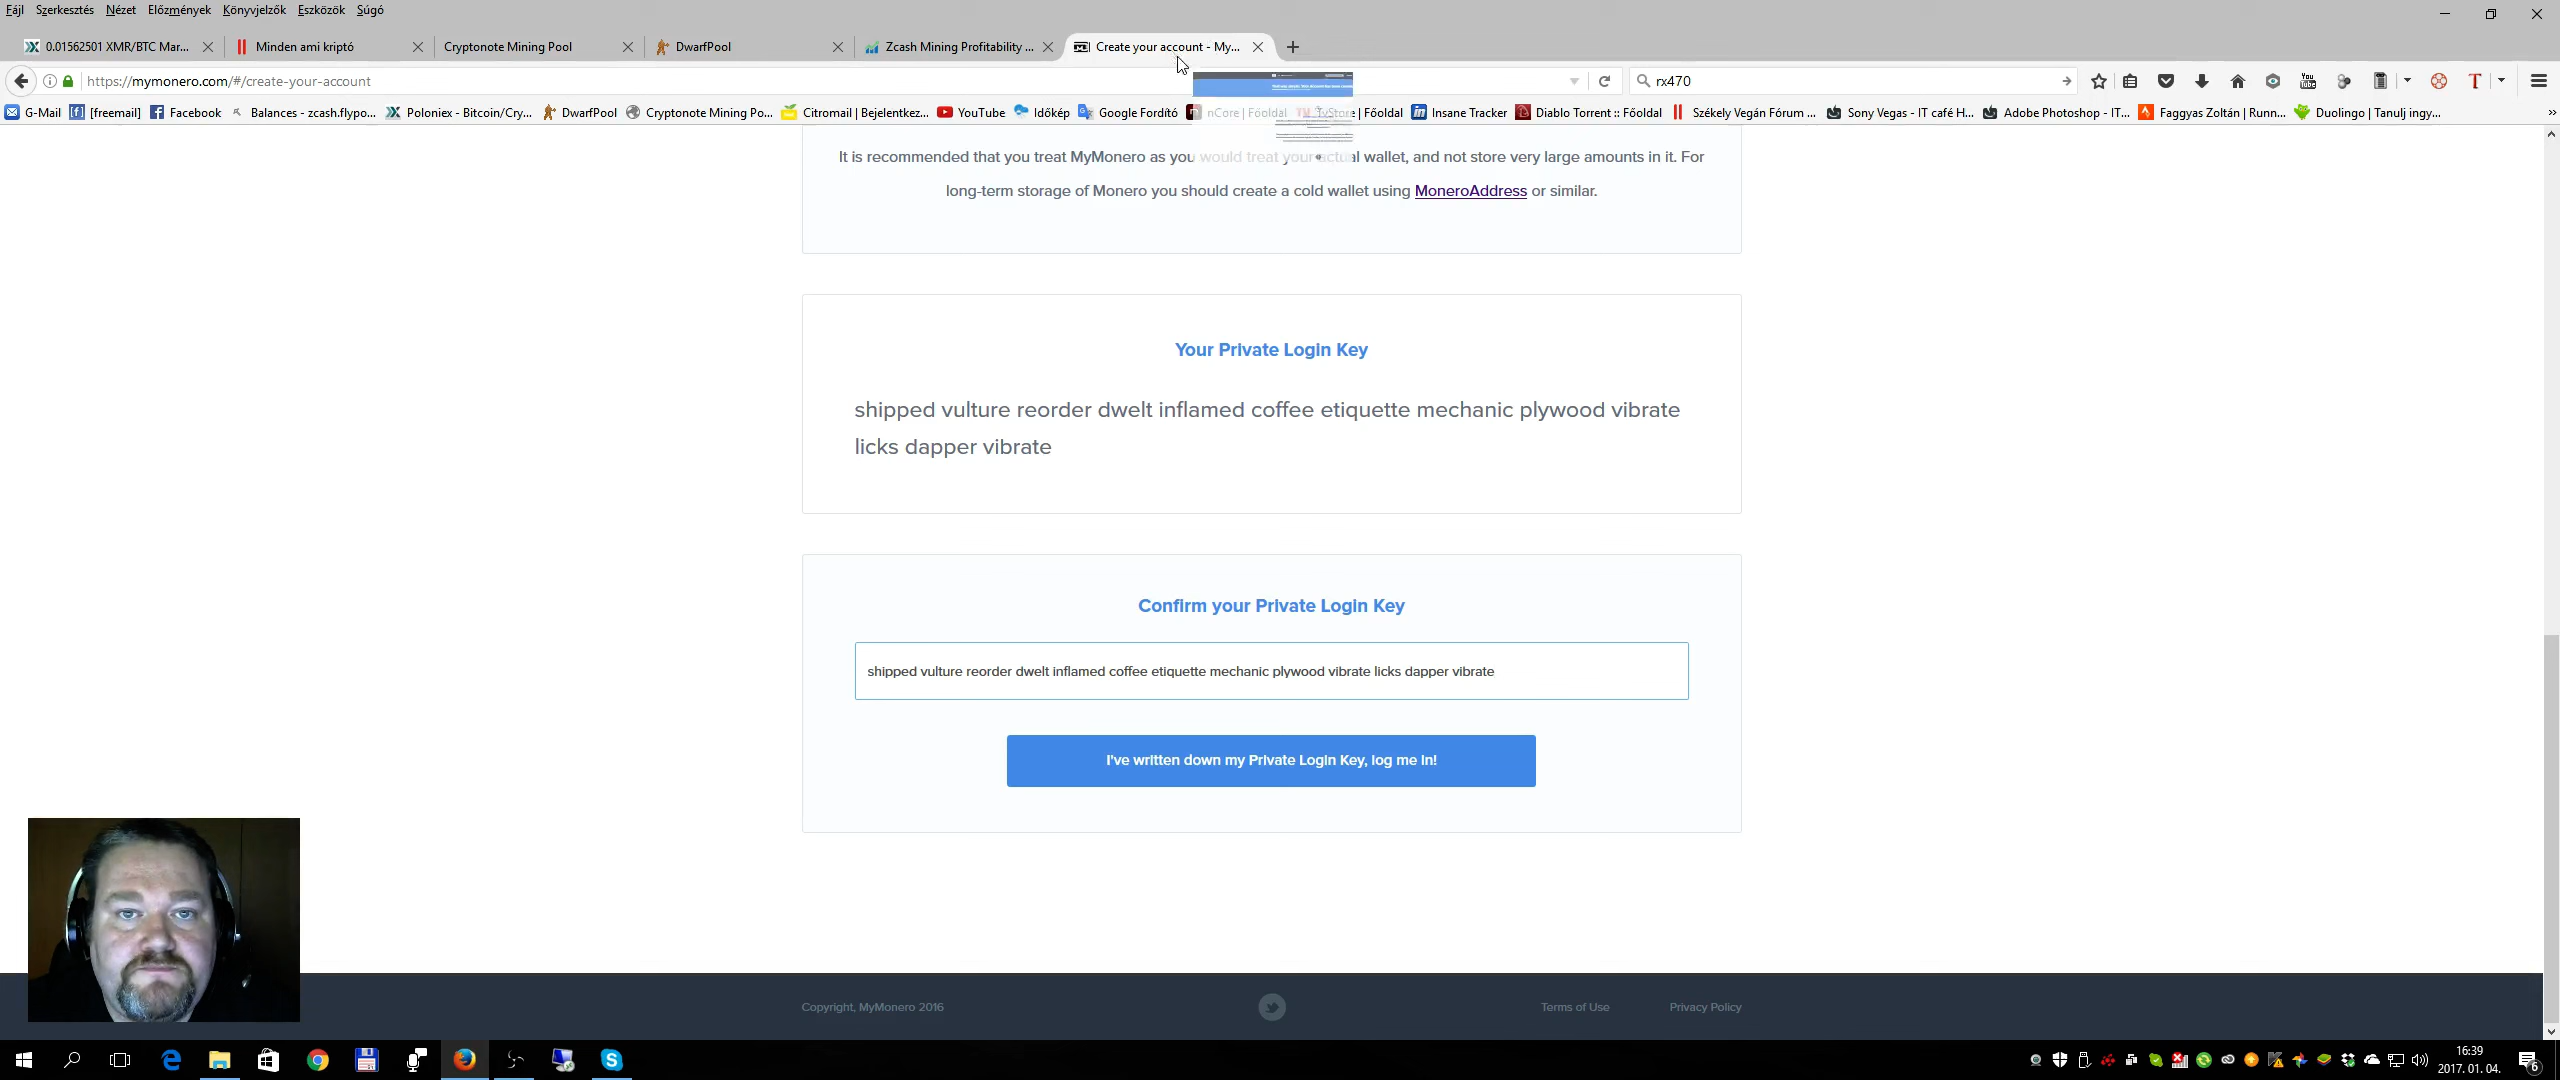 Fájl Szerkesztés Nézet Előzmények Könyvjelzők Eszközök Súgó
0.01562501 XMR/BTC Mar... Minden ami kriptó Cryptonote Mining Pool DwarfPool Zcash Mining Profitability ... Create your account - My...
https://mymonero.com/#/create-your-account rx470
G-Mail [freemail] Facebook Balances - zcash.flypo... Poloniex - Bitcoin/Cry... DwarfPool Cryptonote Mining Po... Citromail | Bejelentkez... YouTube Időkép Google Fordító nCore | Főoldal TvStore | Főoldal Insane Tracker Diablo Torrent :: Főoldal Székely Vegán Fórum ... Sony Vegas - IT café H... Adobe Photoshop - IT... Faggyas Zoltán | Runn... Duolingo | Tanulj ingy...
It is recommended that you treat MyMonero as you would treat your actual wallet, and not store very large amounts in it. For
long-term storage of Monero you should create a cold wallet using MoneroAddress or similar.
Your Private Login Key
shipped vulture reorder dwelt inflamed coffee etiquette mechanic plywood vibrate
licks dapper vibrate
Confirm your Private Login Key
shipped vulture reorder dwelt inflamed coffee etiquette mechanic plywood vibrate licks dapper vibrate
I've written down my Private Login Key, log me in!
Copyright, MyMonero 2016 Terms of Use Privacy Policy
16:39
2017. 01. 04.
6